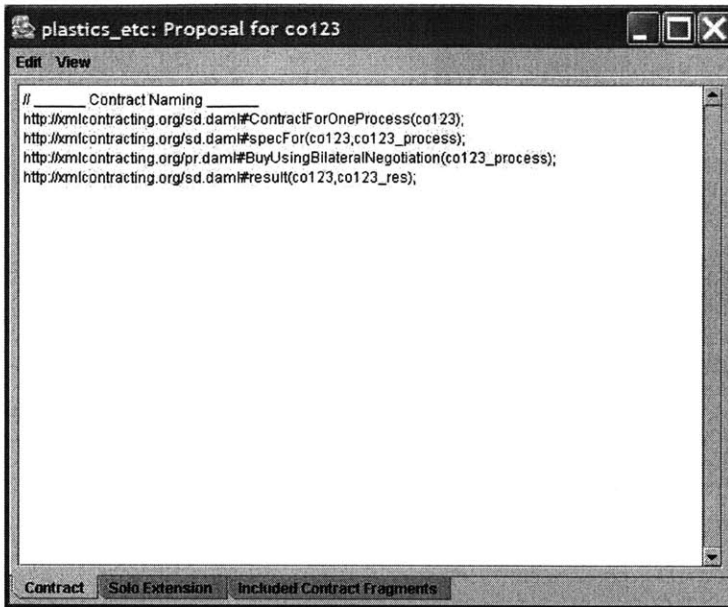 plastics_etc: Proposal for co123
Edit View
// ______ Contract Naming ______
http://xmlcontracting.org/sd.daml#ContractForOneProcess(co123);
http://xmlcontracting.org/sd.daml#specFor(co123,co123_process);
http://xmlcontracting.org/pr.daml#BuyUsingBilateralNegotiation(co123_process);
http://xmlcontracting.org/sd.daml#result(co123,co123_res);
Contract Solo Extension Included Contract Fragments